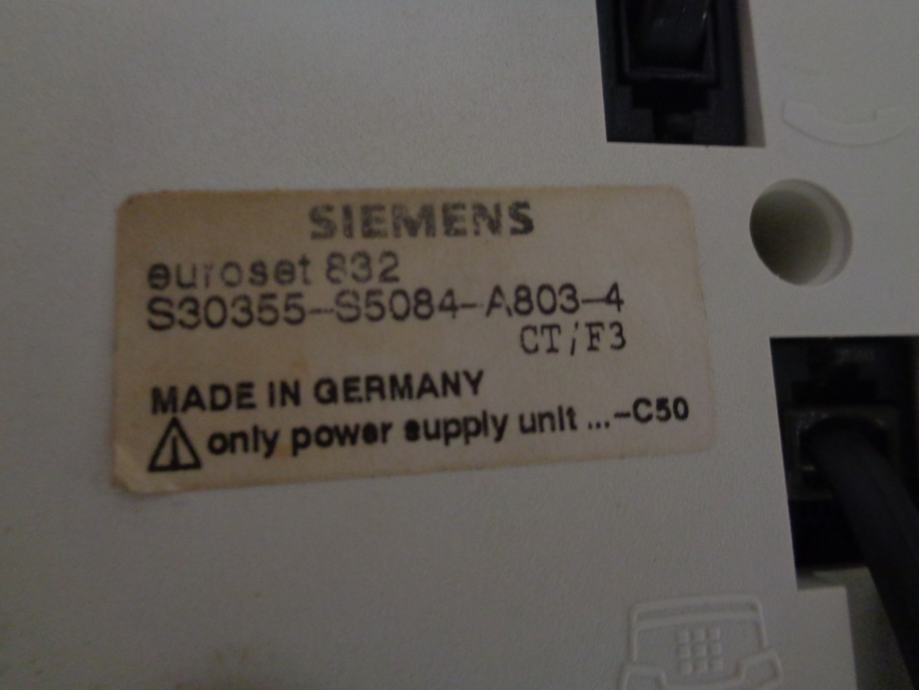 SIEMENS
euroset 832
S30355-S5084-A803-4
CT/F3
MADE IN GERMANY
only power supply unit ...-C50